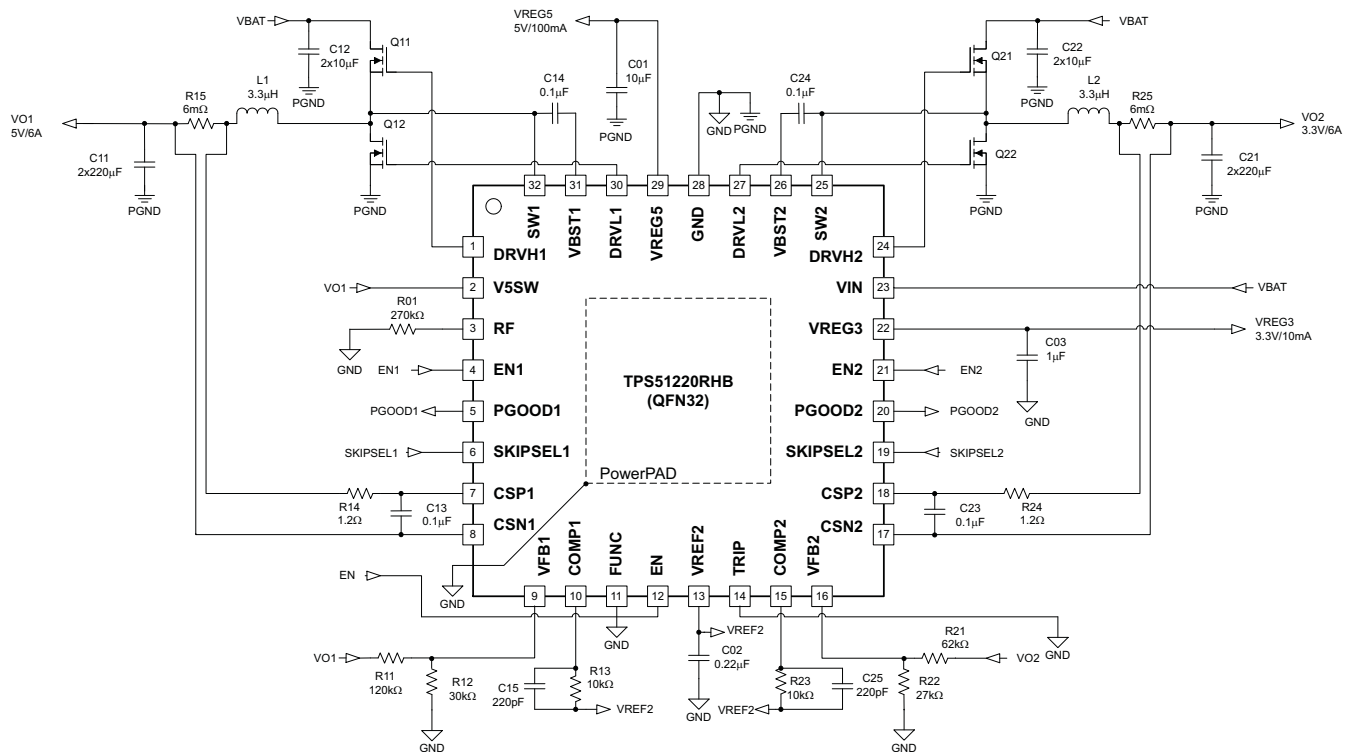 VBAT
C12
2x10µF
PGND
Q11
VREG5
5V/100mA
C01
10µF
PGND
C14
0.1µF
C24
0.1µF
GND
PGND
VBAT
Q21
C22
2x10µF
PGND
L1
3.3µH
R15
6mΩ
VO1
5V/6A
C11
2x220µF
PGND
Q12
PGND
L2
3.3µH
R25
6mΩ
VO2
3.3V/6A
Q22
PGND
C21
2x220µF
PGND
32
31
30
29
28
27
26
25
SW1
VBST1
DRVL1
VREG5
GND
DRVL2
VBST2
SW2
1
DRVH1
24
DRVH2
VO1
2
V5SW
VIN
23
VBAT
R01
270kΩ
GND
3
RF
VREG3
22
VREG3
3.3V/10mA
C03
1µF
GND
EN1
4
EN1
EN2
21
EN2
TPS51220RHB
(QFN32)
PGOOD1
5
PGOOD1
PGOOD2
20
PGOOD2
SKIPSEL1
6
SKIPSEL1
SKIPSEL2
19
SKIPSEL2
PowerPAD
7
CSP1
CSP2
18
R14
1.2Ω
C13
0.1µF
C23
0.1µF
R24
1.2Ω
8
CSN1
CSN2
17
VFB1
COMP1
FUNC
EN
VREF2
TRIP
COMP2
VFB2
EN
GND
9
10
11
12
13
14
15
16
GND
VREF2
GND
VO1
R11
120kΩ
R12
30kΩ
GND
C15
220pF
R13
10kΩ
VREF2
C02
0.22µF
GND
R23
10kΩ
C25
220pF
VREF2
R21
62kΩ
VO2
R22
27kΩ
GND